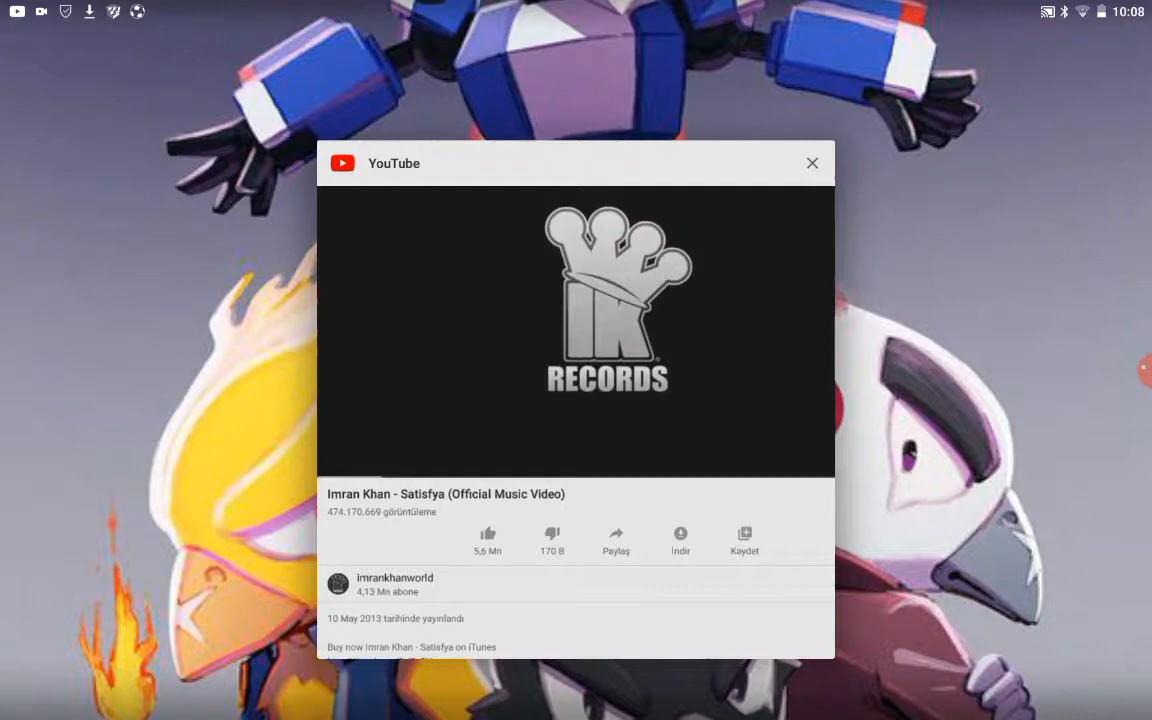 10:08
YouTube
IK
RECORDS
Imran Khan - Satisfya (Official Music Video)
474.170.669 görüntüleme
5,6 Mn
170 B
Paylaş
İndir
Kaydet
imrankhanworld
4,13 Mn abone
10 May 2013 tarihinde yayınlandı
Buy now Imran Khan - Satisfya on iTunes